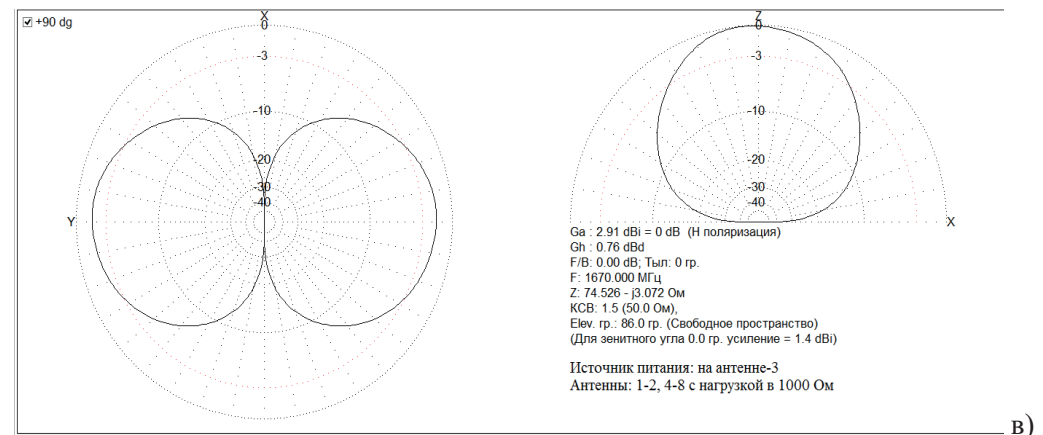 +90 dg
X
0
-3
-10
-20
-30
-40
Y
Z
0
-3
-10
-20
-30
-40
X
Ga : 2.91 dBi = 0 dB (Н поляризация)
Gh : 0.76 dBd
F/B: 0.00 dB; Тыл: 0 гр.
F: 1670.000 МГц
Z: 74.526 - j3.072 Ом
КСВ: 1.5 (50.0 Ом),
Elev. гр.: 86.0 гр. (Свободное пространство)
(Для зенитного угла 0.0 гр. усиление = 1.4 dBi)
Источник питания: на антенне-3
Антенны: 1-2, 4-8 с нагрузкой в 1000 Ом
в)